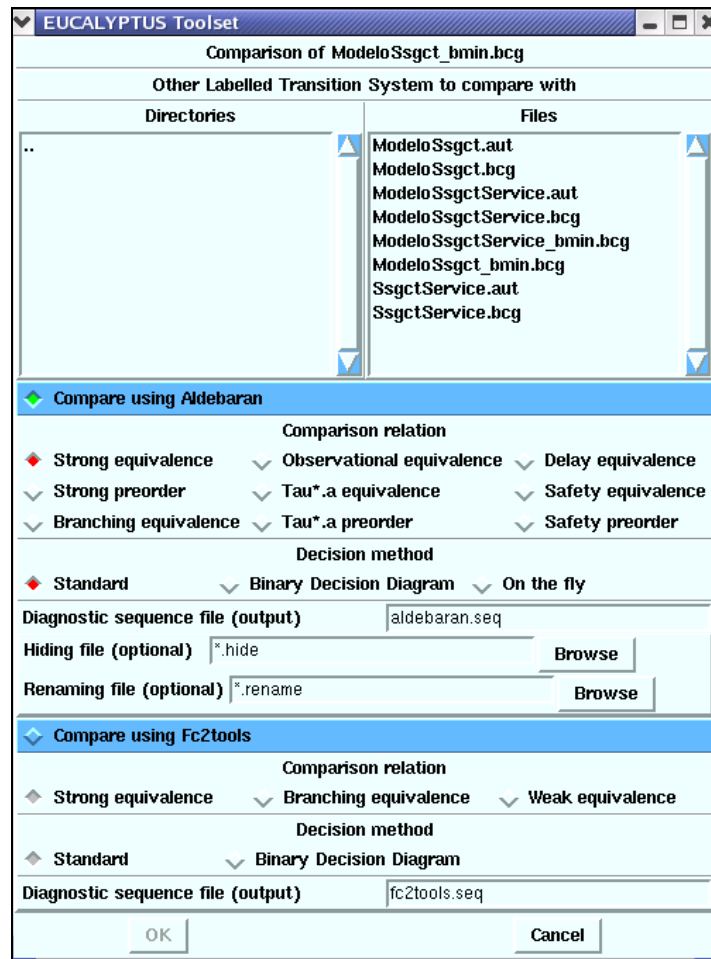 EUCALYPTUS Toolset
Comparison of ModeloSsgct_bmin.bcg
Other Labelled Transition System to compare with
Directories
Files
..
ModeloSsgct.aut
ModeloSsgct.bcg
ModeloSsgctService.aut
ModeloSsgctService.bcg
ModeloSsgctService_bmin.bcg
ModeloSsgct_bmin.bcg
SsgctService.aut
SsgctService.bcg
Compare using Aldebaran
Comparison relation
Strong equivalence Observational equivalence Delay equivalence
Strong preorder Tau*.a equivalence Safety equivalence
Branching equivalence Tau*.a preorder Safety preorder
Decision method
Standard Binary Decision Diagram On the fly
Diagnostic sequence file (output) aldebaran.seq
Hiding file (optional) *.hide Browse
Renaming file (optional) *.rename Browse
Compare using Fc2tools
Comparison relation
Strong equivalence Branching equivalence Weak equivalence
Decision method
Standard Binary Decision Diagram
Diagnostic sequence file (output) fc2tools.seq
OK Cancel